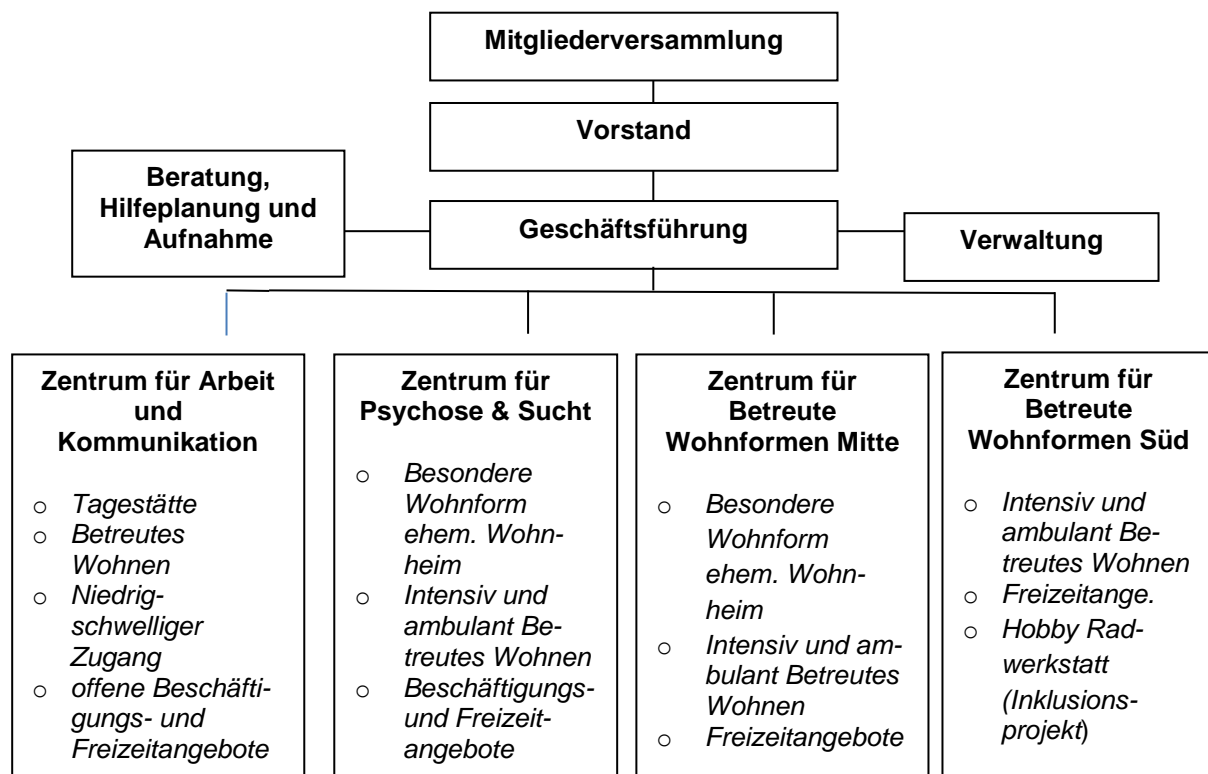 Mitgliederversammlung
Vorstand
Beratung,
Hilfeplanung und
Aufnahme
Geschäftsführung
Verwaltung
Zentrum für Arbeit
und
Kommunikation
o Tagestätte
o Betreutes
Wohnen
o Niedrig-
schwelliger
Zugang
o offene Beschäfti-
gungs- und
Freizeitangebote
Zentrum für
Psychose & Sucht
o Besondere
Wohnform
ehem. Wohn-
heim
o Intensiv und
ambulant Be-
treutes Wohnen
o Beschäftigungs-
und Freizeit-
angebote
Zentrum für
Betreute
Wohnformen Mitte
o Besondere
Wohnform
ehem. Wohn-
heim
o Intensiv und am-
bulant Betreutes
Wohnen
o Freizeitangebote
Zentrum für
Betreute
Wohnformen Süd
o Intensiv und
ambulant Be-
treutes Wohnen
o Freizeitange.
o Hobby Rad-
werkstatt
(Inklusions-
projekt)